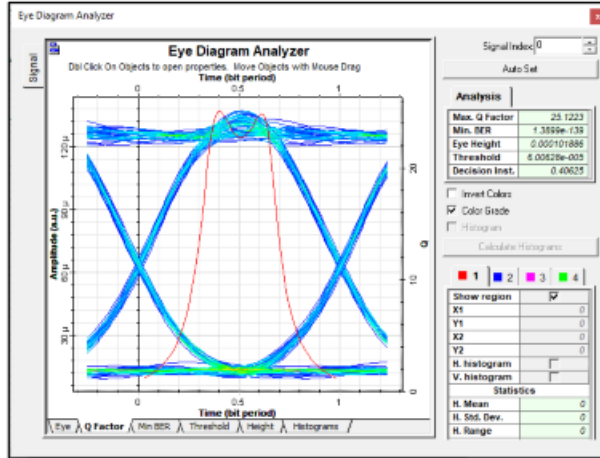 Eye Diagram Analyzer
Signal
Eye Diagram Analyzer
Dbl Click On Objects to open properties. Move Objects with Mouse Drag
Time (bit period)
0 1
Amplitude (a.u.)
120 µ
90 µ
60 µ
30 µ
Q
20
10
0
0 1
Time (bit period)
Eye Q Factor Min BER Threshold Height Histograms
Signal Index: 0
Auto Set
Analysis
Max. Q Factor 25.1223
Min. BER 1.3899e-139
Eye Height 0.000101886
Threshold 6.00628e-005
Decision Inst. 0.40625
Invert Colors
Color Grade
Histogram
Calculate Histograms
1 2 3 4
Show region
X1 0
Y1 0
X2 0
Y2 0
H. histogram
V. histogram
Statistics
H. Mean 0
H. Std. Dev. 0
H. Range 0